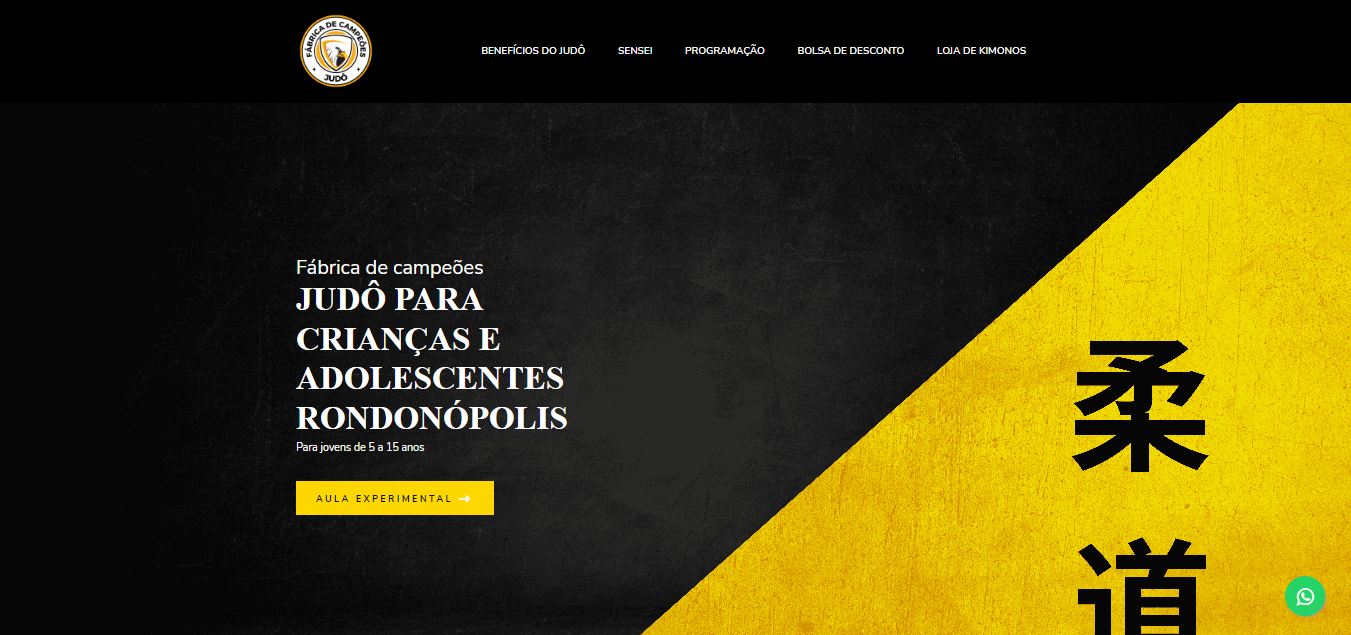 FÁBRICA DE CAMPEÕES
JUDÔ
BENEFÍCIOS DO JUDÔ
SENSEI
PROGRAMAÇÃO
BOLSA DE DESCONTO
LOJA DE KIMONOS
Fábrica de campeões
JUDÔ PARA
CRIANÇAS E
ADOLESCENTES
RONDONÓPOLIS
Para jovens de 5 a 15 anos
AULA EXPERIMENTAL
柔
道